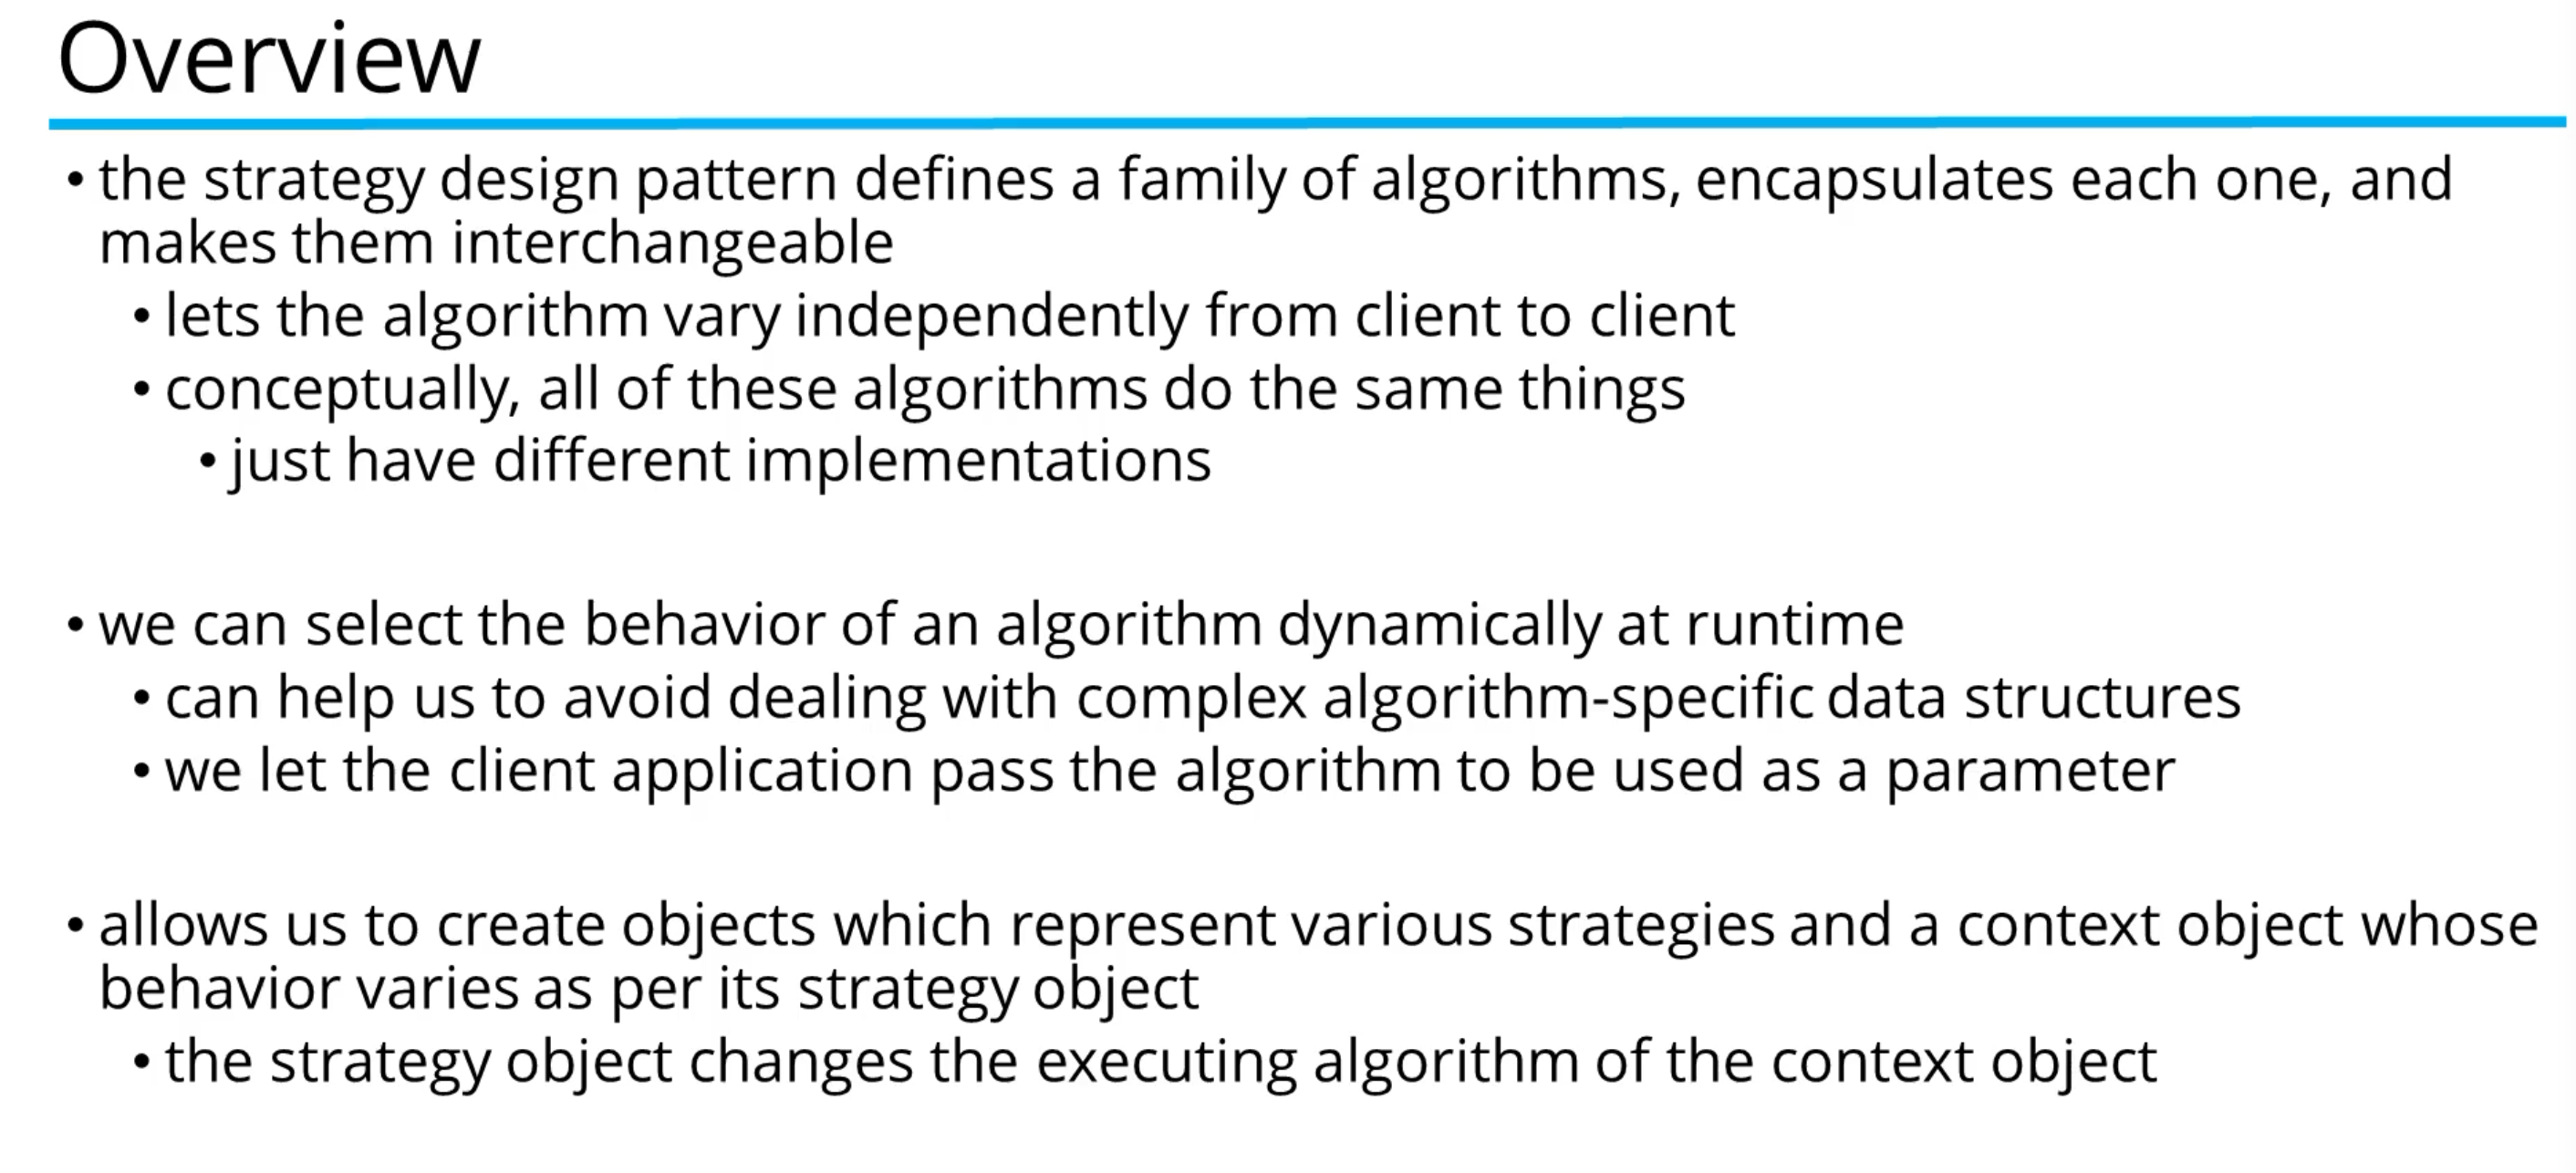 Overview
• the strategy design pattern defines a family of algorithms, encapsulates each one, and
makes them interchangeable
• lets the algorithm vary independently from client to client
• conceptually, all of these algorithms do the same things
• just have different implementations
• we can select the behavior of an algorithm dynamically at runtime
• can help us to avoid dealing with complex algorithm-specific data structures
• we let the client application pass the algorithm to be used as a parameter
• allows us to create objects which represent various strategies and a context object whose
behavior varies as per its strategy object
• the strategy object changes the executing algorithm of the context object